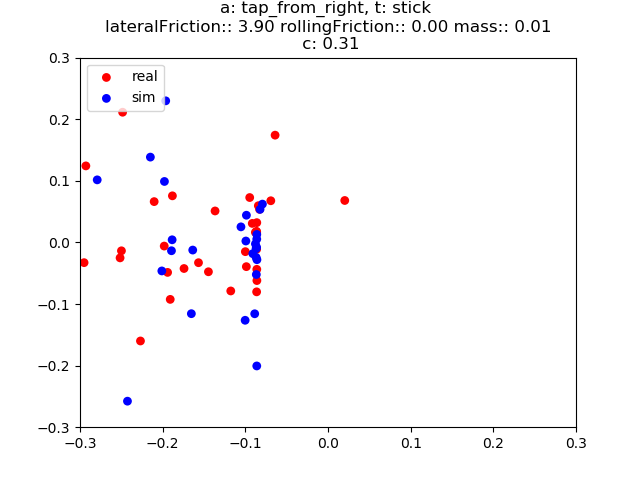 a: tap_from_right, t: stick
lateralFriction:: 3.90 rollingFriction:: 0.00 mass:: 0.01
c: 0.31
0.3
real
sim
0.2
0.1
0.0
−0.1
−0.2
−0.3
−0.3 −0.2 −0.1 0.0 0.1 0.2 0.3